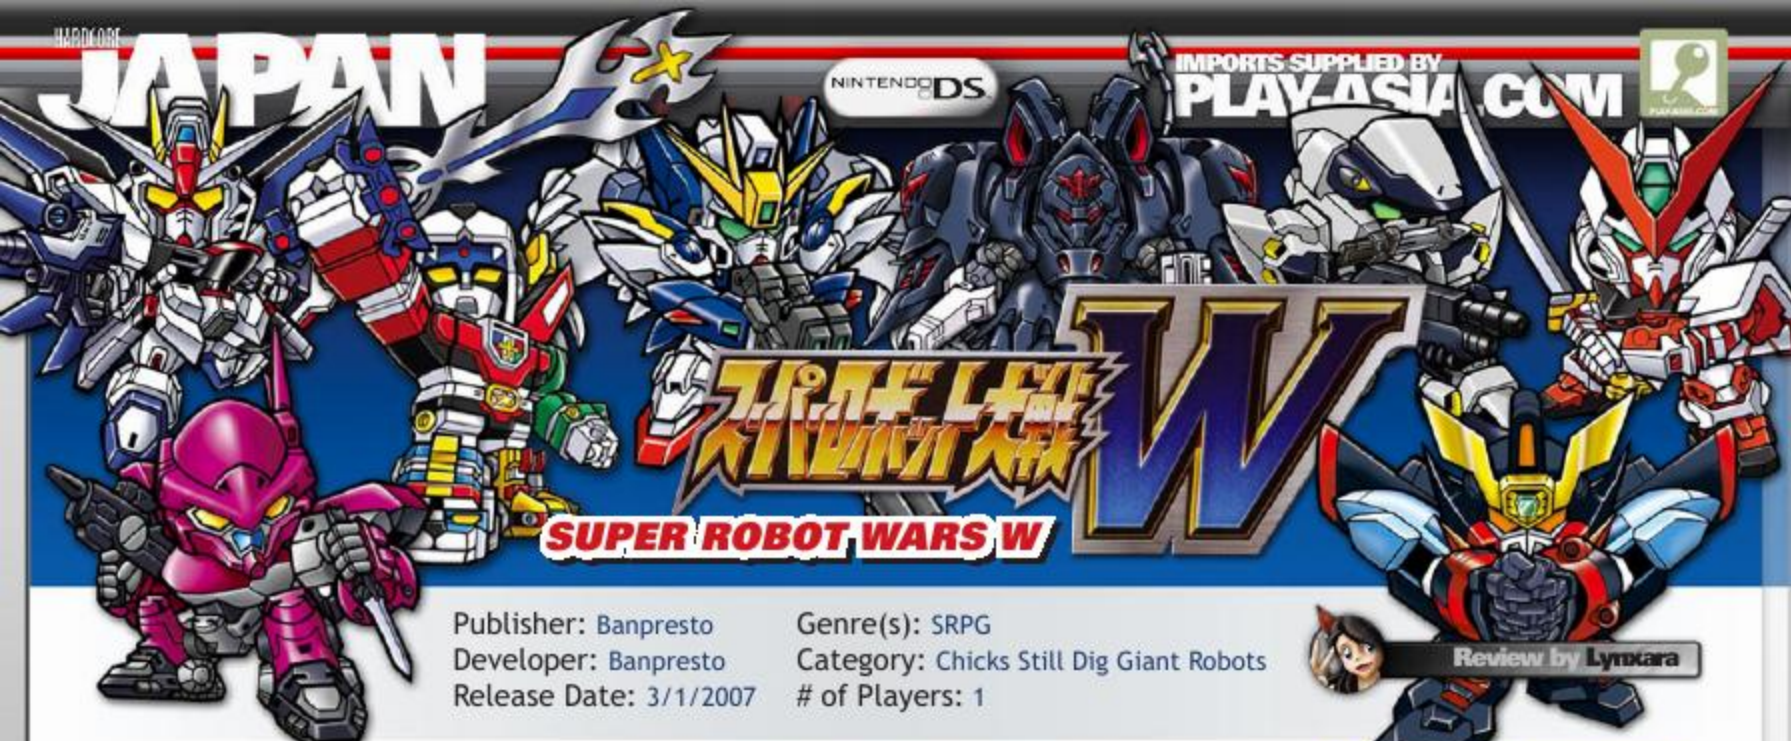 HARDCORE
JAPAN
NINTENDO DS
IMPORTS SUPPLIED BY
PLAY-ASIA.COM
スーパーロボット大戦W
SUPER ROBOT WARS W
Publisher: Banpresto
Genre(s): SRPG
Developer: Banpresto
Category: Chicks Still Dig Giant Robots
Release Date: 3/1/2007
# of Players: 1
Review by Lynxara